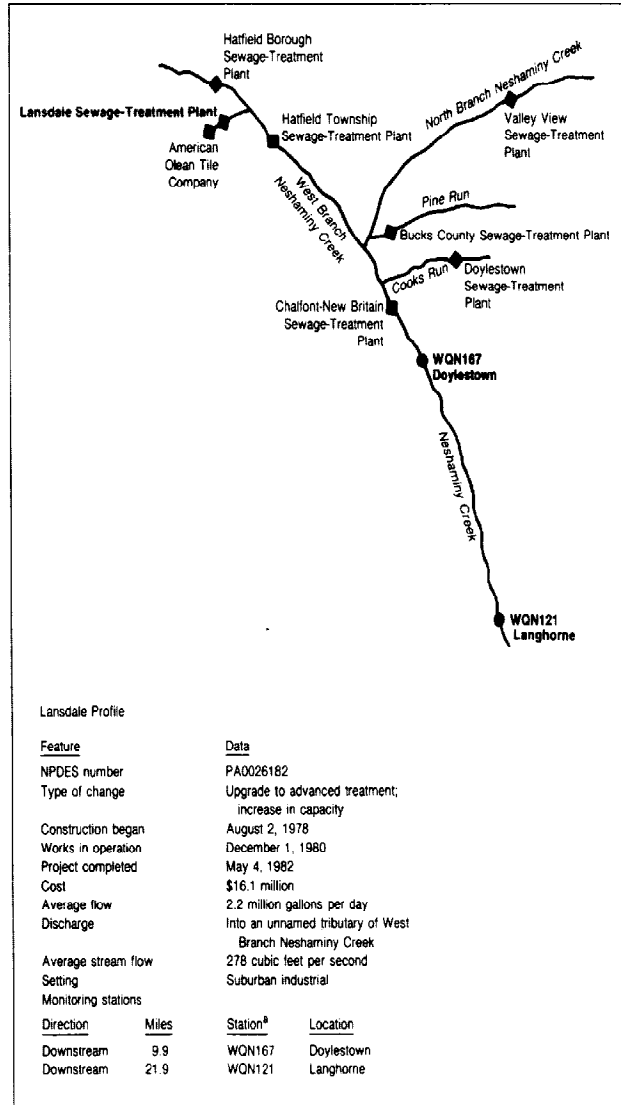 Hatfield Borough
Sewage-Treatment
Plant
Lansdale Sewage-Treatment Plant
American
Olean Tile
Company
Hatfield Township
Sewage-Treatment Plant
North Branch Neshaminy Creek
Valley View
Sewage-Treatment
Plant
West Branch
Neshaminy Creek
Pine Run
Bucks County Sewage-Treatment Plant
Cooks Run
Doylestown
Sewage-Treatment
Plant
Chalfont-New Britain
Sewage-Treatment
Plant
WQN167
Doylestown
Neshaminy Creek
WQN121
Langhorne
Lansdale Profile
Feature Data
NPDES number PA0026182
Type of change Upgrade to advanced treatment;
increase in capacity
Construction began August 2, 1978
Works in operation December 1, 1980
Project completed May 4, 1982
Cost $16.1 million
Average flow 2.2 million gallons per day
Discharge Into an unnamed tributary of West
Branch Neshaminy Creek
Average stream flow 278 cubic feet per second
Setting Suburban industrial
Monitoring stations
Direction Miles Station<sup>a</sup> Location
Downstream 9.9 WQN167 Doylestown
Downstream 21.9 WQN121 Langhorne